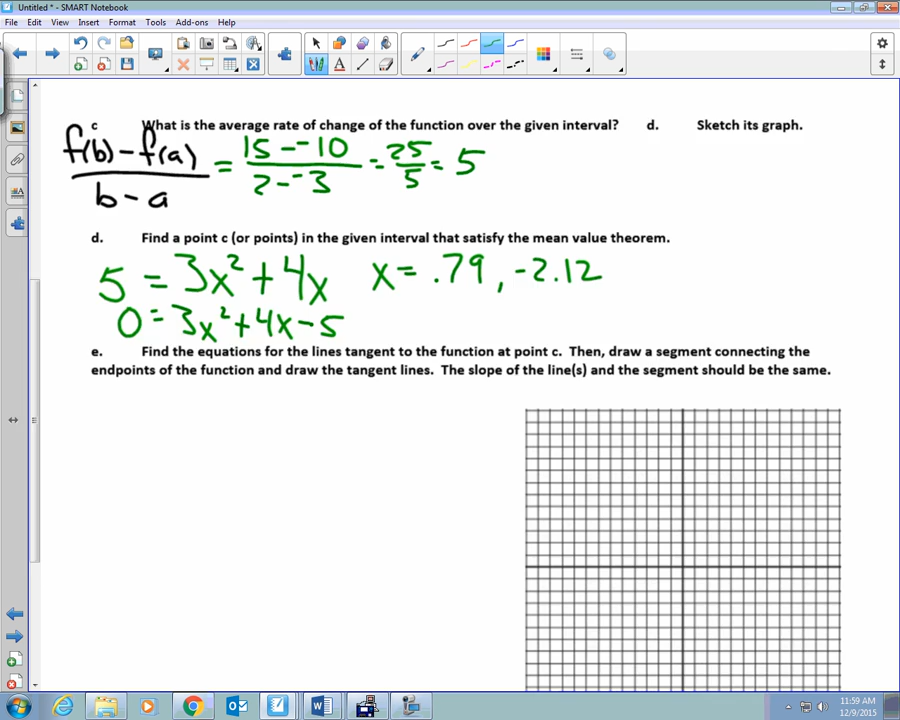 Untitled * - SMART Notebook
File Edit View Insert Format Tools Add-ons Help
c What is the average rate of change of the function over the given interval? d. Sketch its graph.
f(b) - f(a) / b - a = 15 - -10 / 2 - -3 = 25/5 = 5
d. Find a point c (or points) in the given interval that satisfy the mean value theorem.
5 = 3x² + 4x x = .79, -2.12
0 = 3x² + 4x - 5
e. Find the equations for the lines tangent to the function at point c. Then, draw a segment connecting the
endpoints of the function and draw the tangent lines. The slope of the line(s) and the segment should be the same.
11:59 AM
12/9/2015